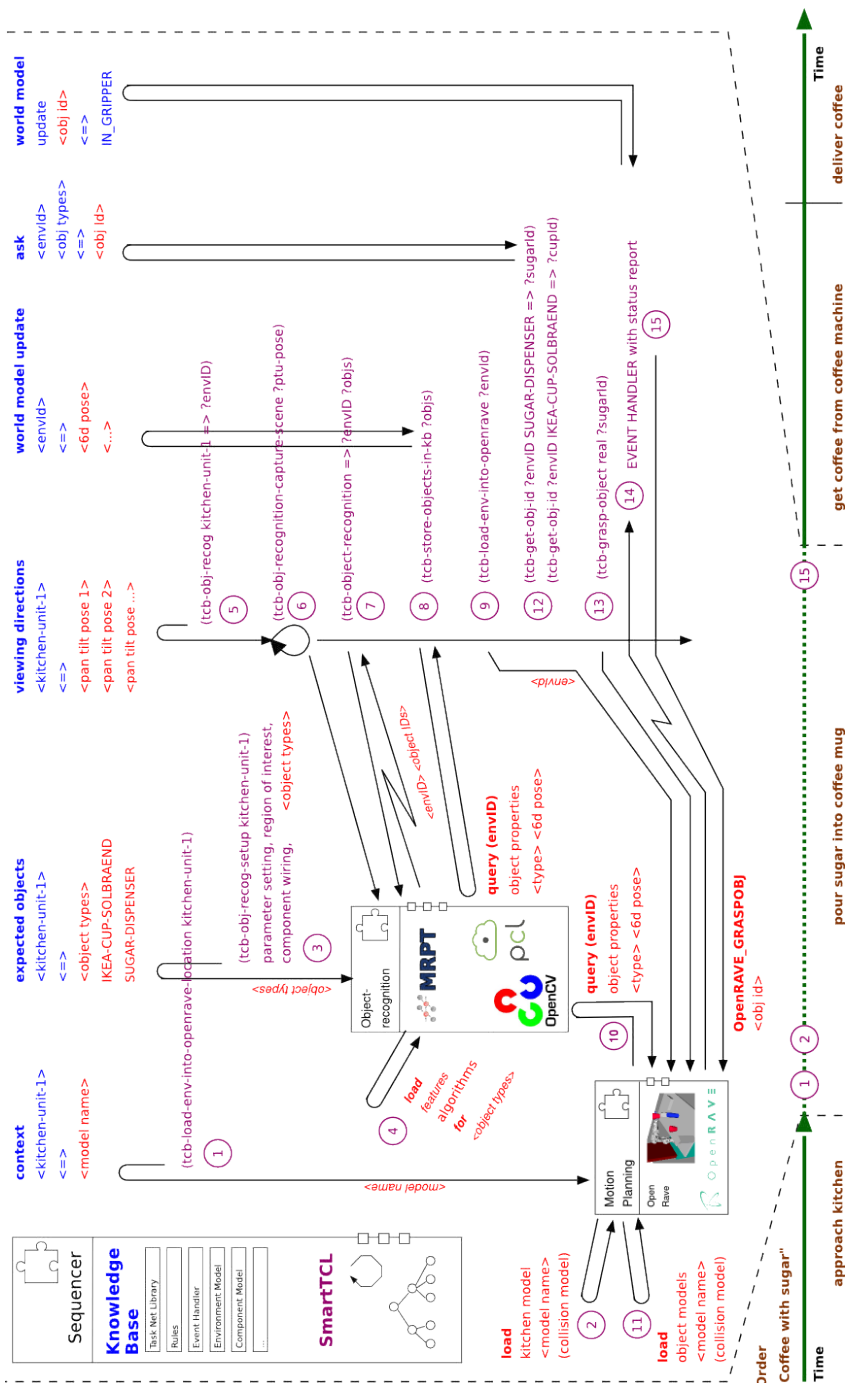 Sequencer
Knowledge
Base
Task Net Library
Rules
Event Handler
Environment Model
Component Model
...
SmartTCL
context
<kitchen-unit-1>
<=>
<model name>
expected objects
<kitchen-unit-1>
<=>
<object types>
IKEA-CUP-SOLBRAEND
SUGAR-DISPENSER
viewing directions
<kitchen-unit-1>
<=>
<pan tilt pose 1>
<pan tilt pose 2>
<pan tilt pose ...>
world model update
<envId>
<=>
<6d pose>
<...>
ask
<envId>
<obj types>
<=>
<obj id>
world model
update
<obj id>
<=>
IN_GRIPPER
(tcb-load-env-into-openrave-location kitchen-unit-1)
1
<model name>
(tcb-obj-recog-setup kitchen-unit-1)
parameter setting, region of interest,
component wiring, <object types>
3
<object types>
(tcb-obj-recog kitchen-unit-1 => ?envID)
5
(tcb-obj-recognition-capture-scene ?ptu-pose)
6
(tcb-object-recognition => ?envID ?objs)
7
(tcb-store-objects-in-kb ?objs)
8
(tcb-load-env-into-openrave ?envId)
9
(tcb-get-obj-id ?envID SUGAR-DISPENSER => ?sugarId)
(tcb-get-obj-id ?envID IKEA-CUP-SOLBRAEND => ?cupId)
12
(tcb-grasp-object real ?sugarId)
13
14
EVENT HANDLER with status report
15
Object-
recognition
MRPT
pcl
OpenCV
4
load
features
algorithms
for
<object types>
<envID> <object IDs>
query (envID)
object properties
<type> <6d pose>
<envId>
10
query (envID)
object properties
<type> <6d pose>
OpenRAVE_GRASPOBJ
<obj id>
Motion
Planning
Open
Rave
OpenRAVE
load
kitchen model
<model name>
(collision model)
2
11
load
object models
<model name>
(collision model)
Order
Coffee with sugar"
Time
1
2
15
Time
approach kitchen
pour sugar into coffee mug
get coffee from coffee machine
deliver coffee